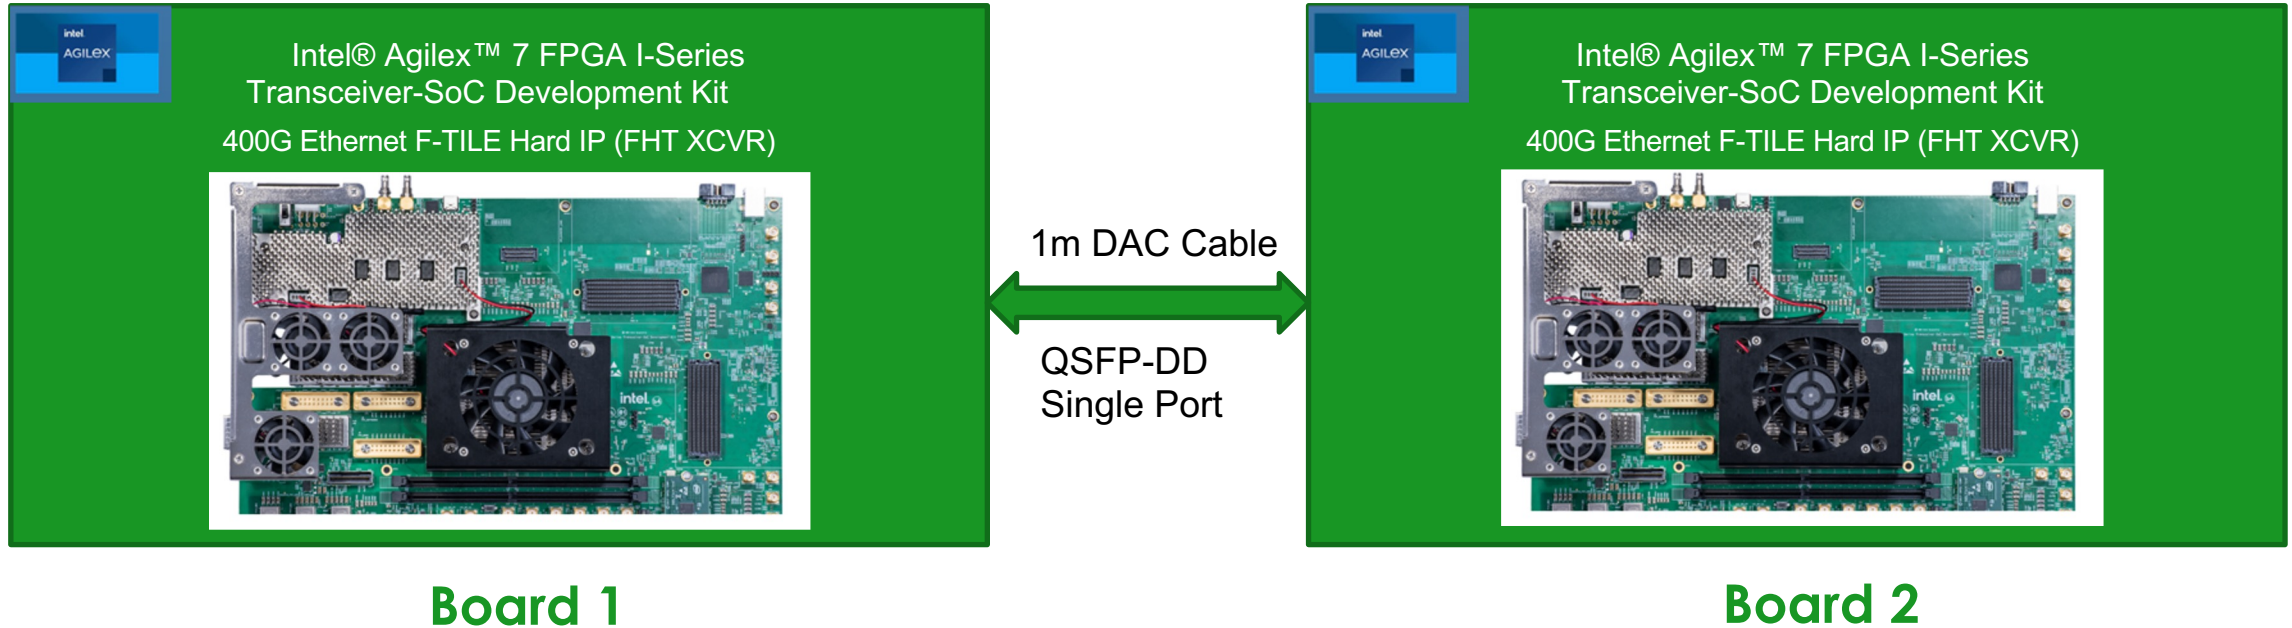 intel
AGILEX
Intel® Agilex™ 7 FPGA I-Series
Transceiver-SoC Development Kit
400G Ethernet F-TILE Hard IP (FHT XCVR)
intel
Board 1
1m DAC Cable
QSFP-DD
Single Port
intel
AGILEX
Intel® Agilex™ 7 FPGA I-Series
Transceiver-SoC Development Kit
400G Ethernet F-TILE Hard IP (FHT XCVR)
intel
Board 2